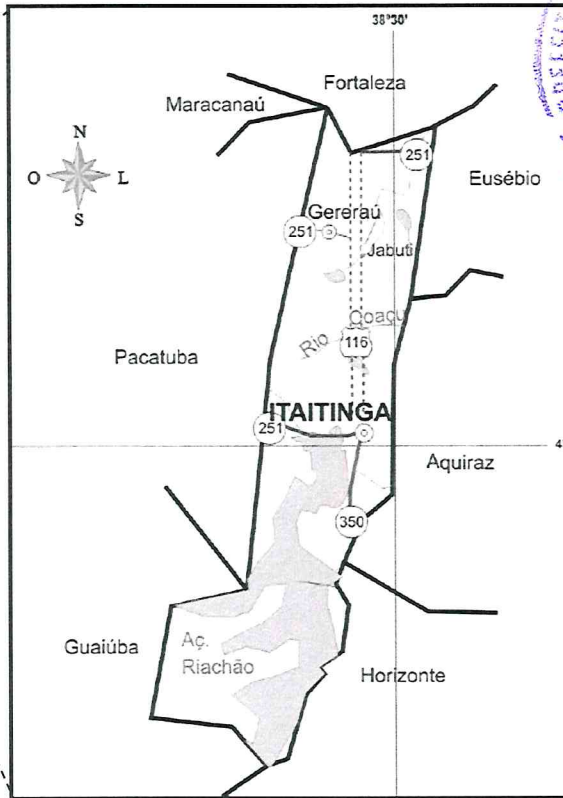 38°30'
Fortaleza
Maracanaú
N
O L
S
251
Eusébio
Gereraú
251
Jabuti
Coaçu
Rio
116
Pacatuba
ITAITINGA
251
Aquiraz
350
Guaiúba
Aç.
Riachão
Horizonte